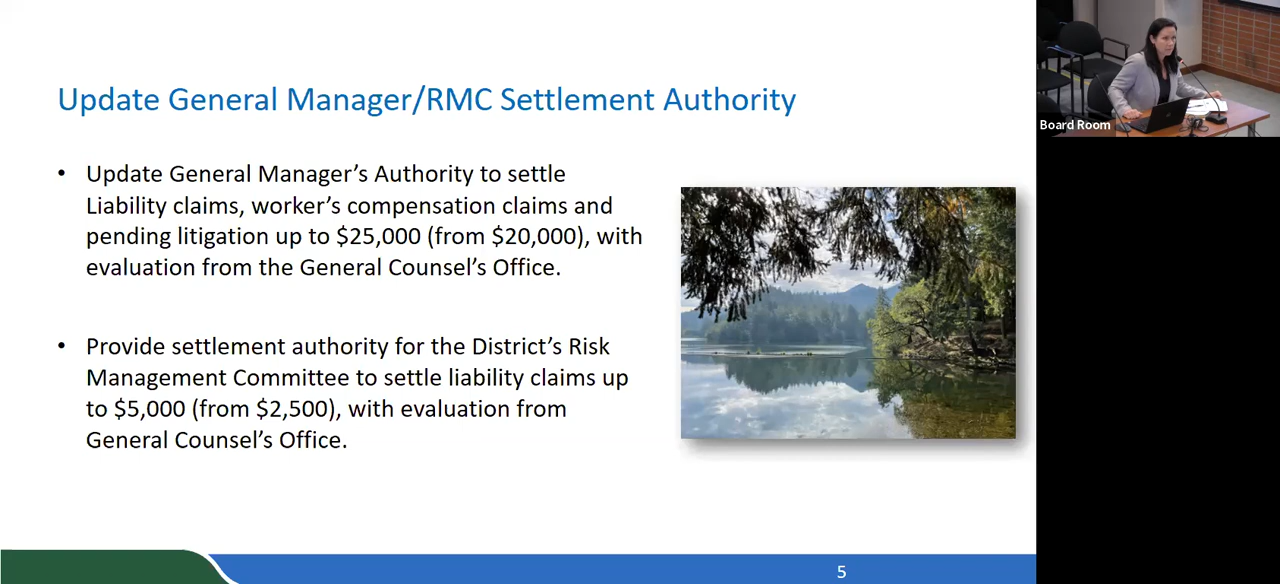 Update General Manager/RMC Settlement Authority
• Update General Manager’s Authority to settle
Liability claims, worker’s compensation claims and
pending litigation up to $25,000 (from $20,000), with
evaluation from the General Counsel’s Office.
• Provide settlement authority for the District’s Risk
Management Committee to settle liability claims up
to $5,000 (from $2,500), with evaluation from
General Counsel’s Office.
5
Board Room